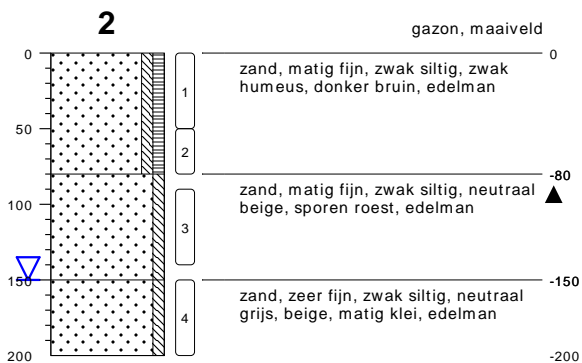 2
gazon, maaiveld
0
0
zand, matig fijn, zwak siltig, zwak
humeus, donker bruin, edelman
1
50
2
-80
zand, matig fijn, zwak siltig, neutraal
beige, sporen roest, edelman
100
3
150
-150
zand, zeer fijn, zwak siltig, neutraal
grijs, beige, matig klei, edelman
4
200
-200